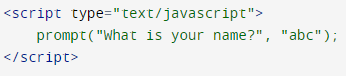 <script type="text/javascript">
    prompt("What is your name?", "abc");
</script>